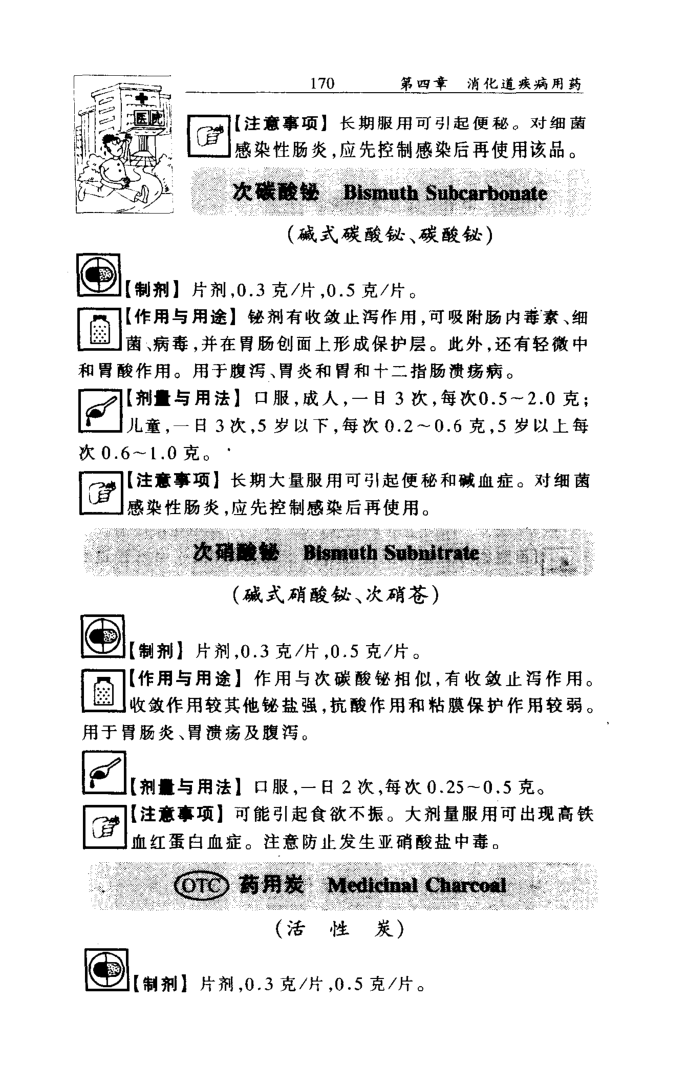 170 第四章 消化道疾病用药
医院
【注意事项】长期服用可引起便秘。对细菌
感染性肠炎,应先控制感染后再使用该品。
次碳酸铋 Bismuth Subcarbonate
(碱式碳酸铋、碳酸铋)
【制剂】片剂,0.3克/片,0.5克/片。
【作用与用途】铋剂有收敛止泻作用,可吸附肠内毒素、细
菌、病毒,并在胃肠创面上形成保护层。此外,还有轻微中
和胃酸作用。用于腹泻、胃炎和胃和十二指肠溃疡病。
【剂量与用法】口服,成人,一日3次,每次0.5~2.0克;
儿童,一日3次,5岁以下,每次0.2~0.6克,5岁以上每
次0.6~1.0克。
【注意事项】长期大量服用可引起便秘和碱血症。对细菌
感染性肠炎,应先控制感染后再使用。
次硝酸铋 Bismuth Subnitrate
(碱式硝酸铋、次硝苍)
【制剂】片剂,0.3克/片,0.5克/片。
【作用与用途】作用与次碳酸铋相似,有收敛止泻作用。
收敛作用较其他铋盐强,抗酸作用和粘膜保护作用较弱。
用于胃肠炎、胃溃疡及腹泻。
【剂量与用法】口服,一日2次,每次0.25~0.5克。
【注意事项】可能引起食欲不振。大剂量服用可出现高铁
血红蛋白血症。注意防止发生亚硝酸盐中毒。
OTC 药用炭 Medicinal Charcoal
(活 性 炭)
【制剂】片剂,0.3克/片,0.5克/片。